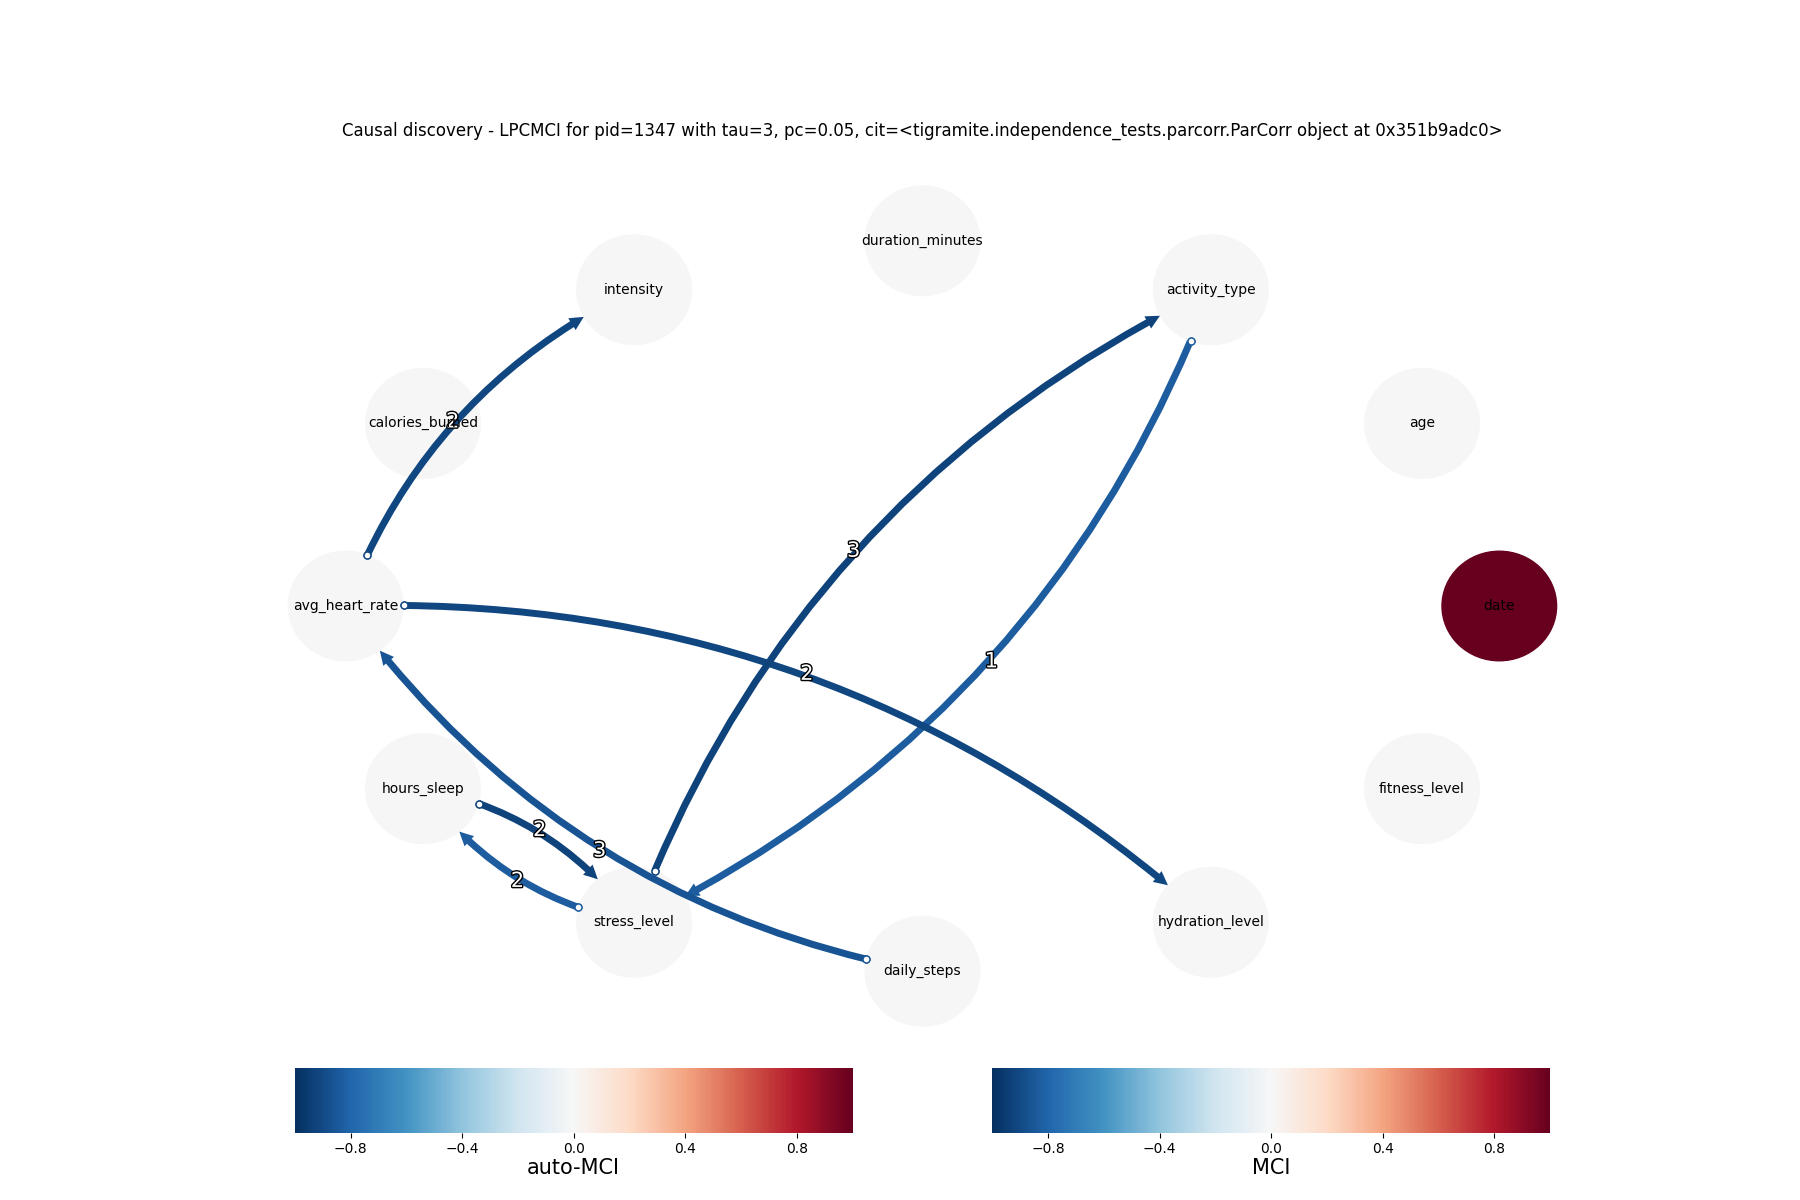 Causal discovery - LPCMCI for pid=1347 with tau=3, pc=0.05, cit=<tigramite.independence_tests.parcorr.ParCorr object at 0x351b9adc0>
duration_minutes
intensity
activity_type
calories_burned
2
age
3
avg_heart_rate
date
1
2
hours_sleep
fitness_level
2
3
2
stress_level
hydration_level
daily_steps
−0.8 −0.4 0.0 0.4 0.8
auto-MCI
−0.8 −0.4 0.0 0.4 0.8
MCI